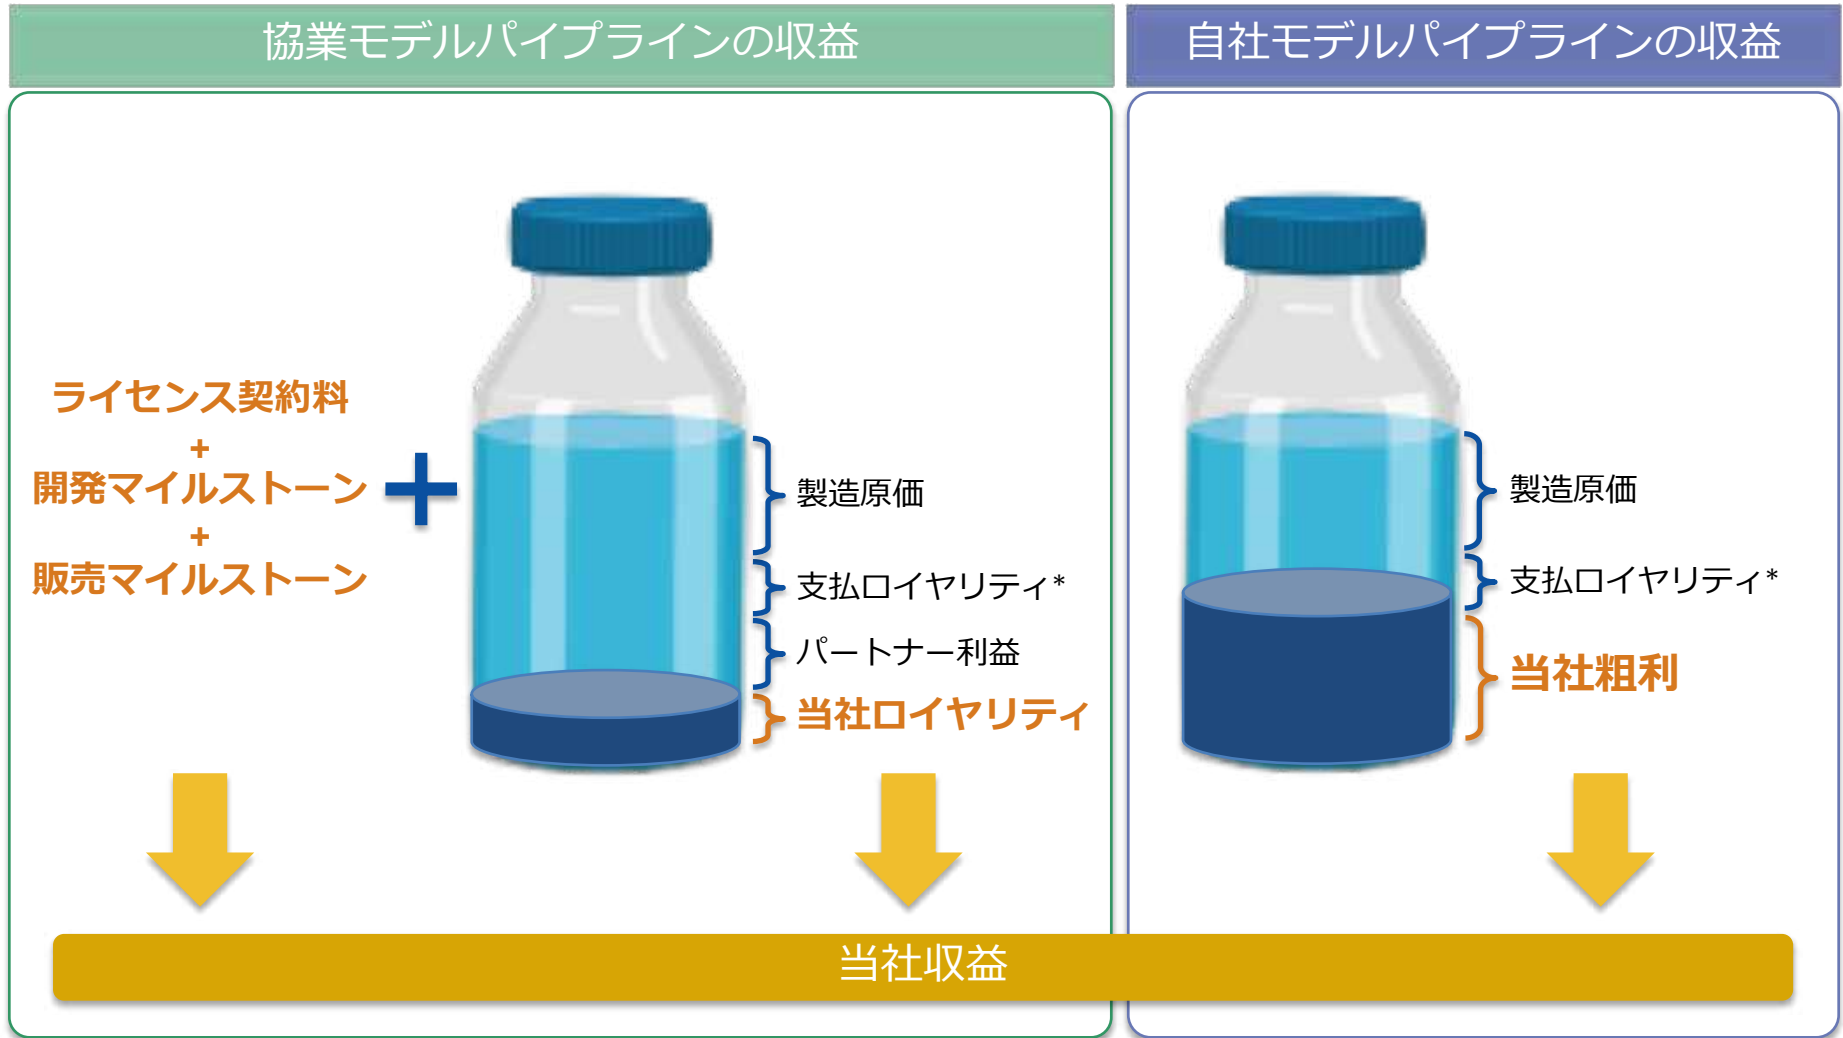 協業モデルパイプラインの収益
ライセンス契約料
+
開発マイルストーン
+
販売マイルストーン
+
製造原価
支払ロイヤリティ*
パートナー利益
当社ロイヤリティ
自社モデルパイプラインの収益
製造原価
支払ロイヤリティ*
当社粗利
当社収益